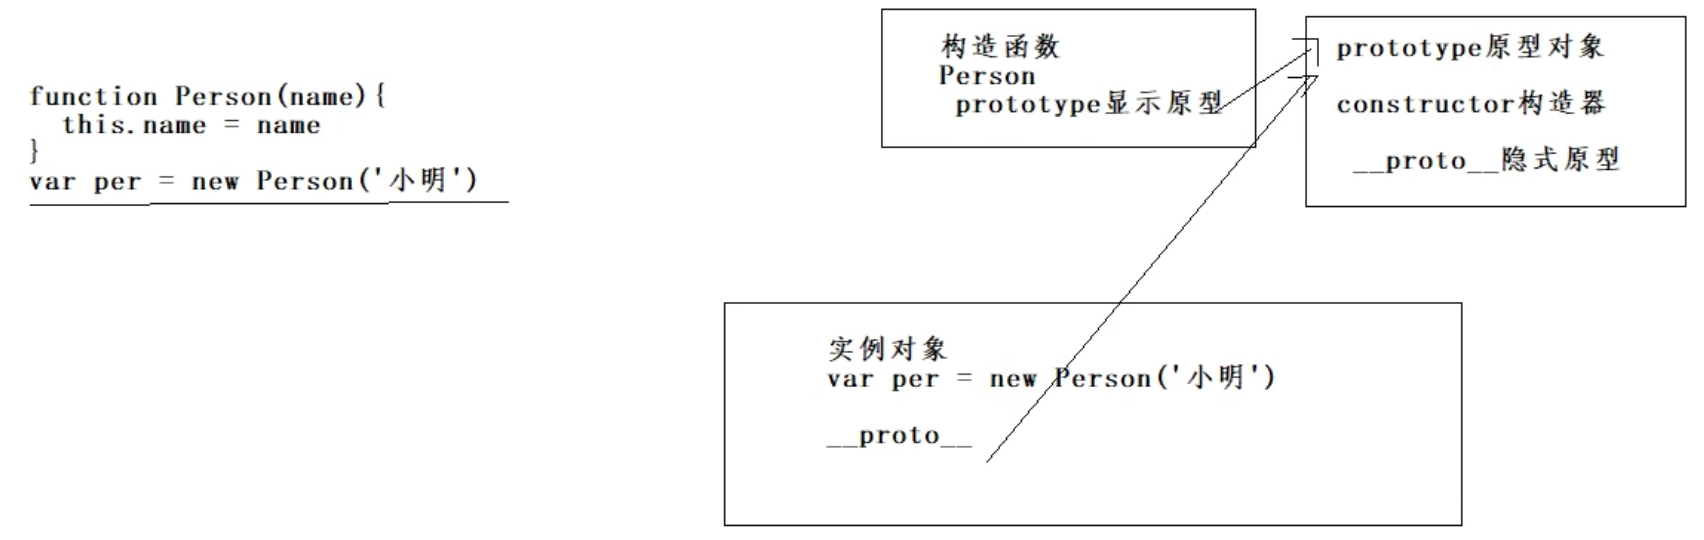 function Person(name){
this.name = name
}
var per = new Person('小明')
构造函数
Person
prototype显示原型
prototype原型对象
constructor构造器
__proto__隐式原型
实例对象
var per = new Person('小明')
__proto__